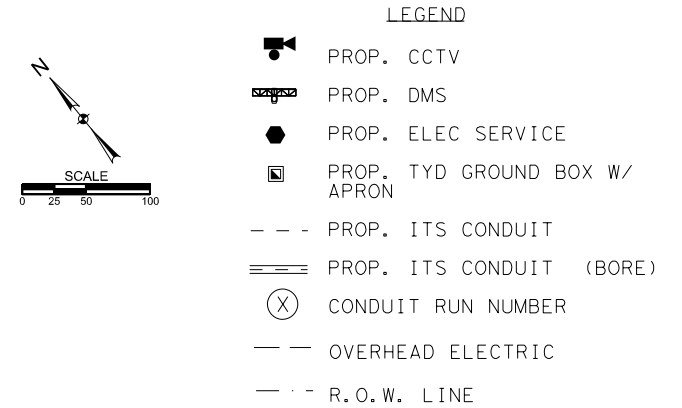 LEGEND
PROP. CCTV
N
PROP. DMS
PROP. ELEC SERVICE
SCALE
0 25 50 100
PROP. TYD GROUND BOX W/
APRON
PROP. ITS CONDUIT
PROP. ITS CONDUIT (BORE)
X CONDUIT RUN NUMBER
OVERHEAD ELECTRIC
R.O.W. LINE